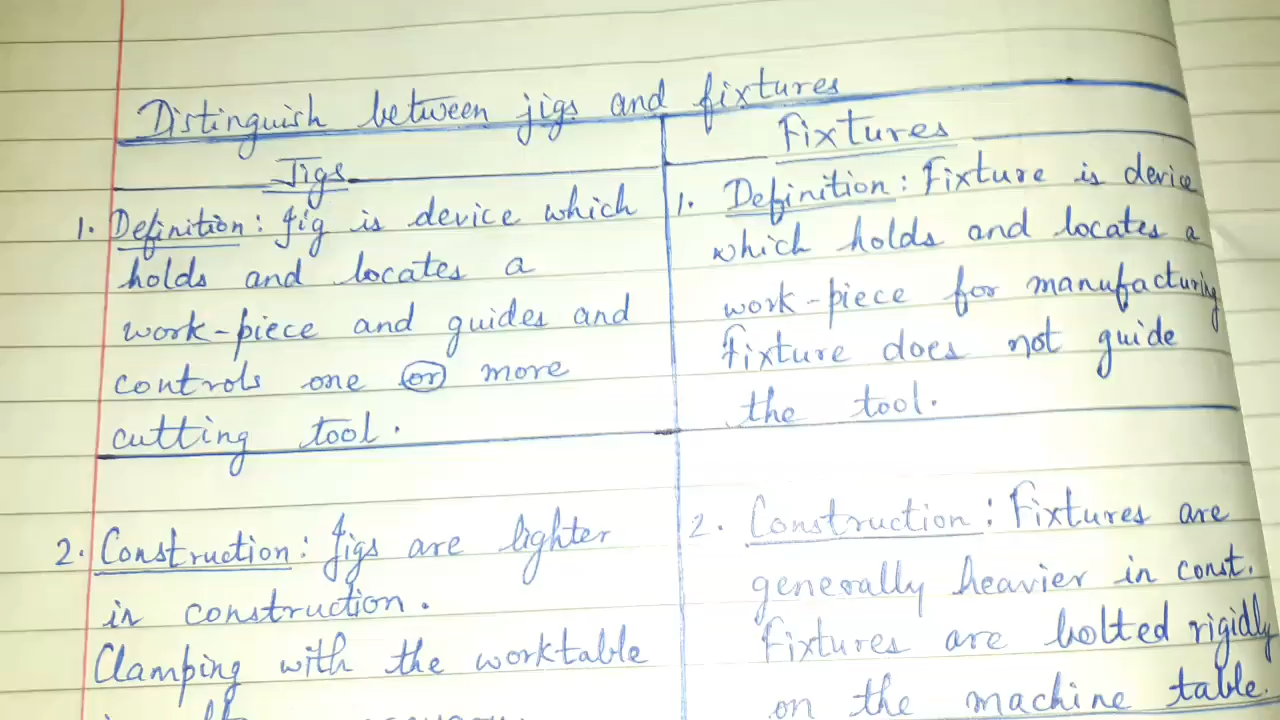 Distinguish between jigs and fixtures
Jigs
1. Definition: Jig is device which
holds and locates a
work-piece and guides and
controls one or more
cutting tool.
2. Construction: Jigs are lighter
in construction.
Clamping with the worktable
Fixtures
1. Definition: Fixture is device
which holds and locates a
work-piece for manufacturing
Fixture does not guide
the tool.
2. Construction: Fixtures are
generally heavier in const.
Fixtures are bolted rigidly
on the machine table.